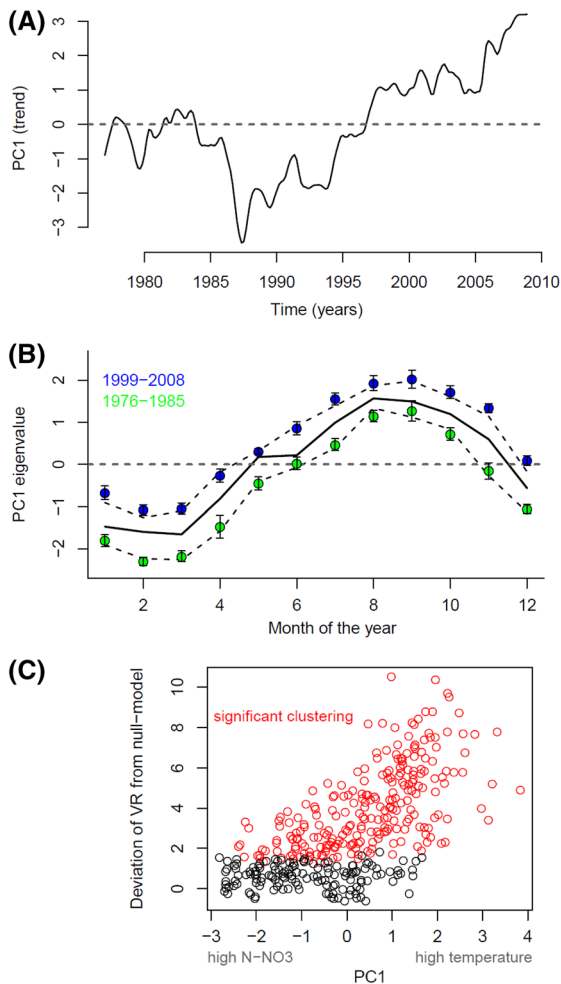 (A)
PC1 (trend)
3
2
1
0
−1
−2
−3
1980 1985 1990 1995 2000 2005 2010
Time (years)
(B)
PC1 eigenvalue
2
1
0
−1
−2
1999−2008
1976−1985
2 4 6 8 10 12
Month of the year
(C)
Deviation of VR from null−model
10
8
6
4
2
0
significant clustering
−3 −2 −1 0 1 2 3 4
high N−NO3 high temperature
PC1